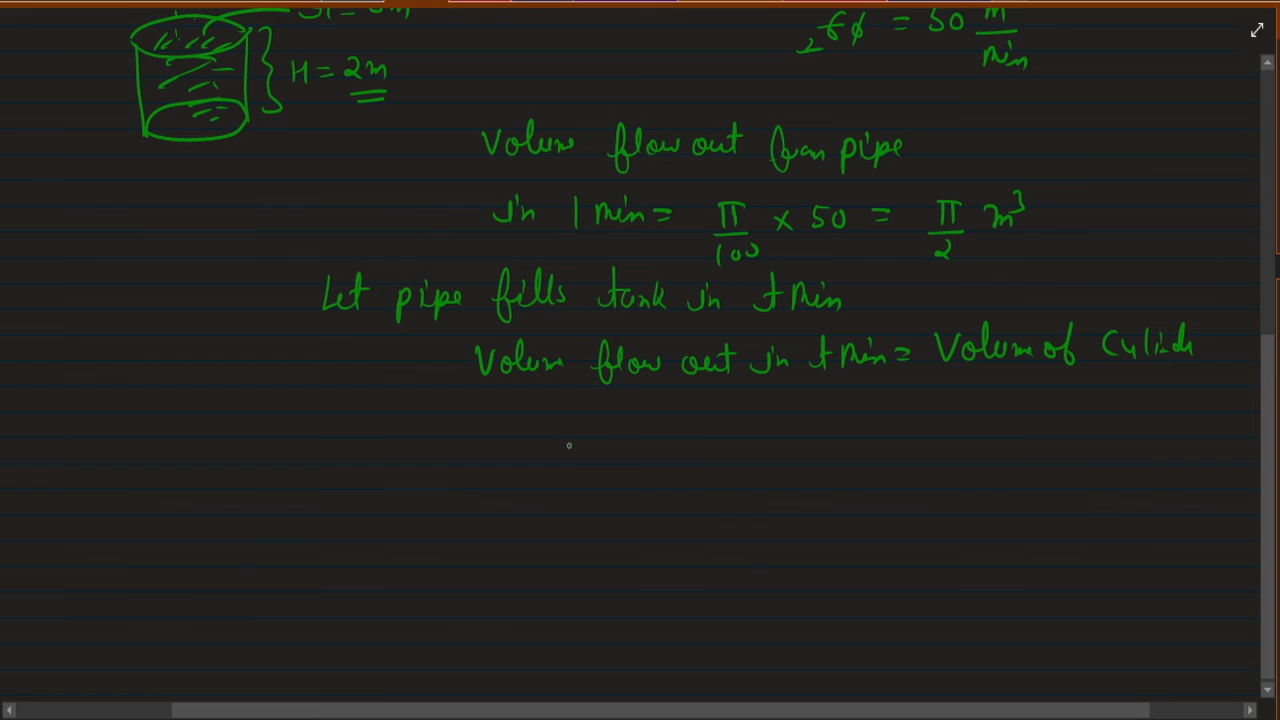 H = 2m
= 50 m/min
Volume flow out from pipe
in 1 min = π/100 × 50 = π/2 m³
Let pipe fills tank in t min
Volume flow out in t min = Volume of Cylinde